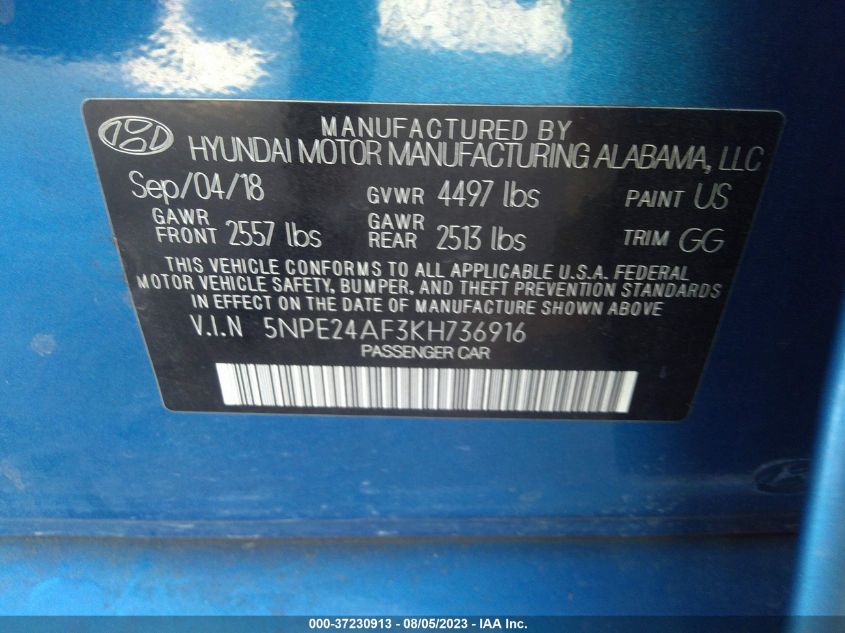 MANUFACTURED BY
HYUNDAI MOTOR MANUFACTURING ALABAMA, LLC
Sep/04/18 GVWR 4497 lbs PAINT US
GAWR FRONT 2557 lbs GAWR REAR 2513 lbs TRIM GG
THIS VEHICLE CONFORMS TO ALL APPLICABLE U.S.A. FEDERAL
MOTOR VEHICLE SAFETY, BUMPER, AND THEFT PREVENTION STANDARDS
IN EFFECT ON THE DATE OF MANUFACTURE SHOWN ABOVE.
V.I.N 5NPE24AF3KH736916
PASSENGER CAR
000-37230913 - 08/05/2023 - IAA Inc.